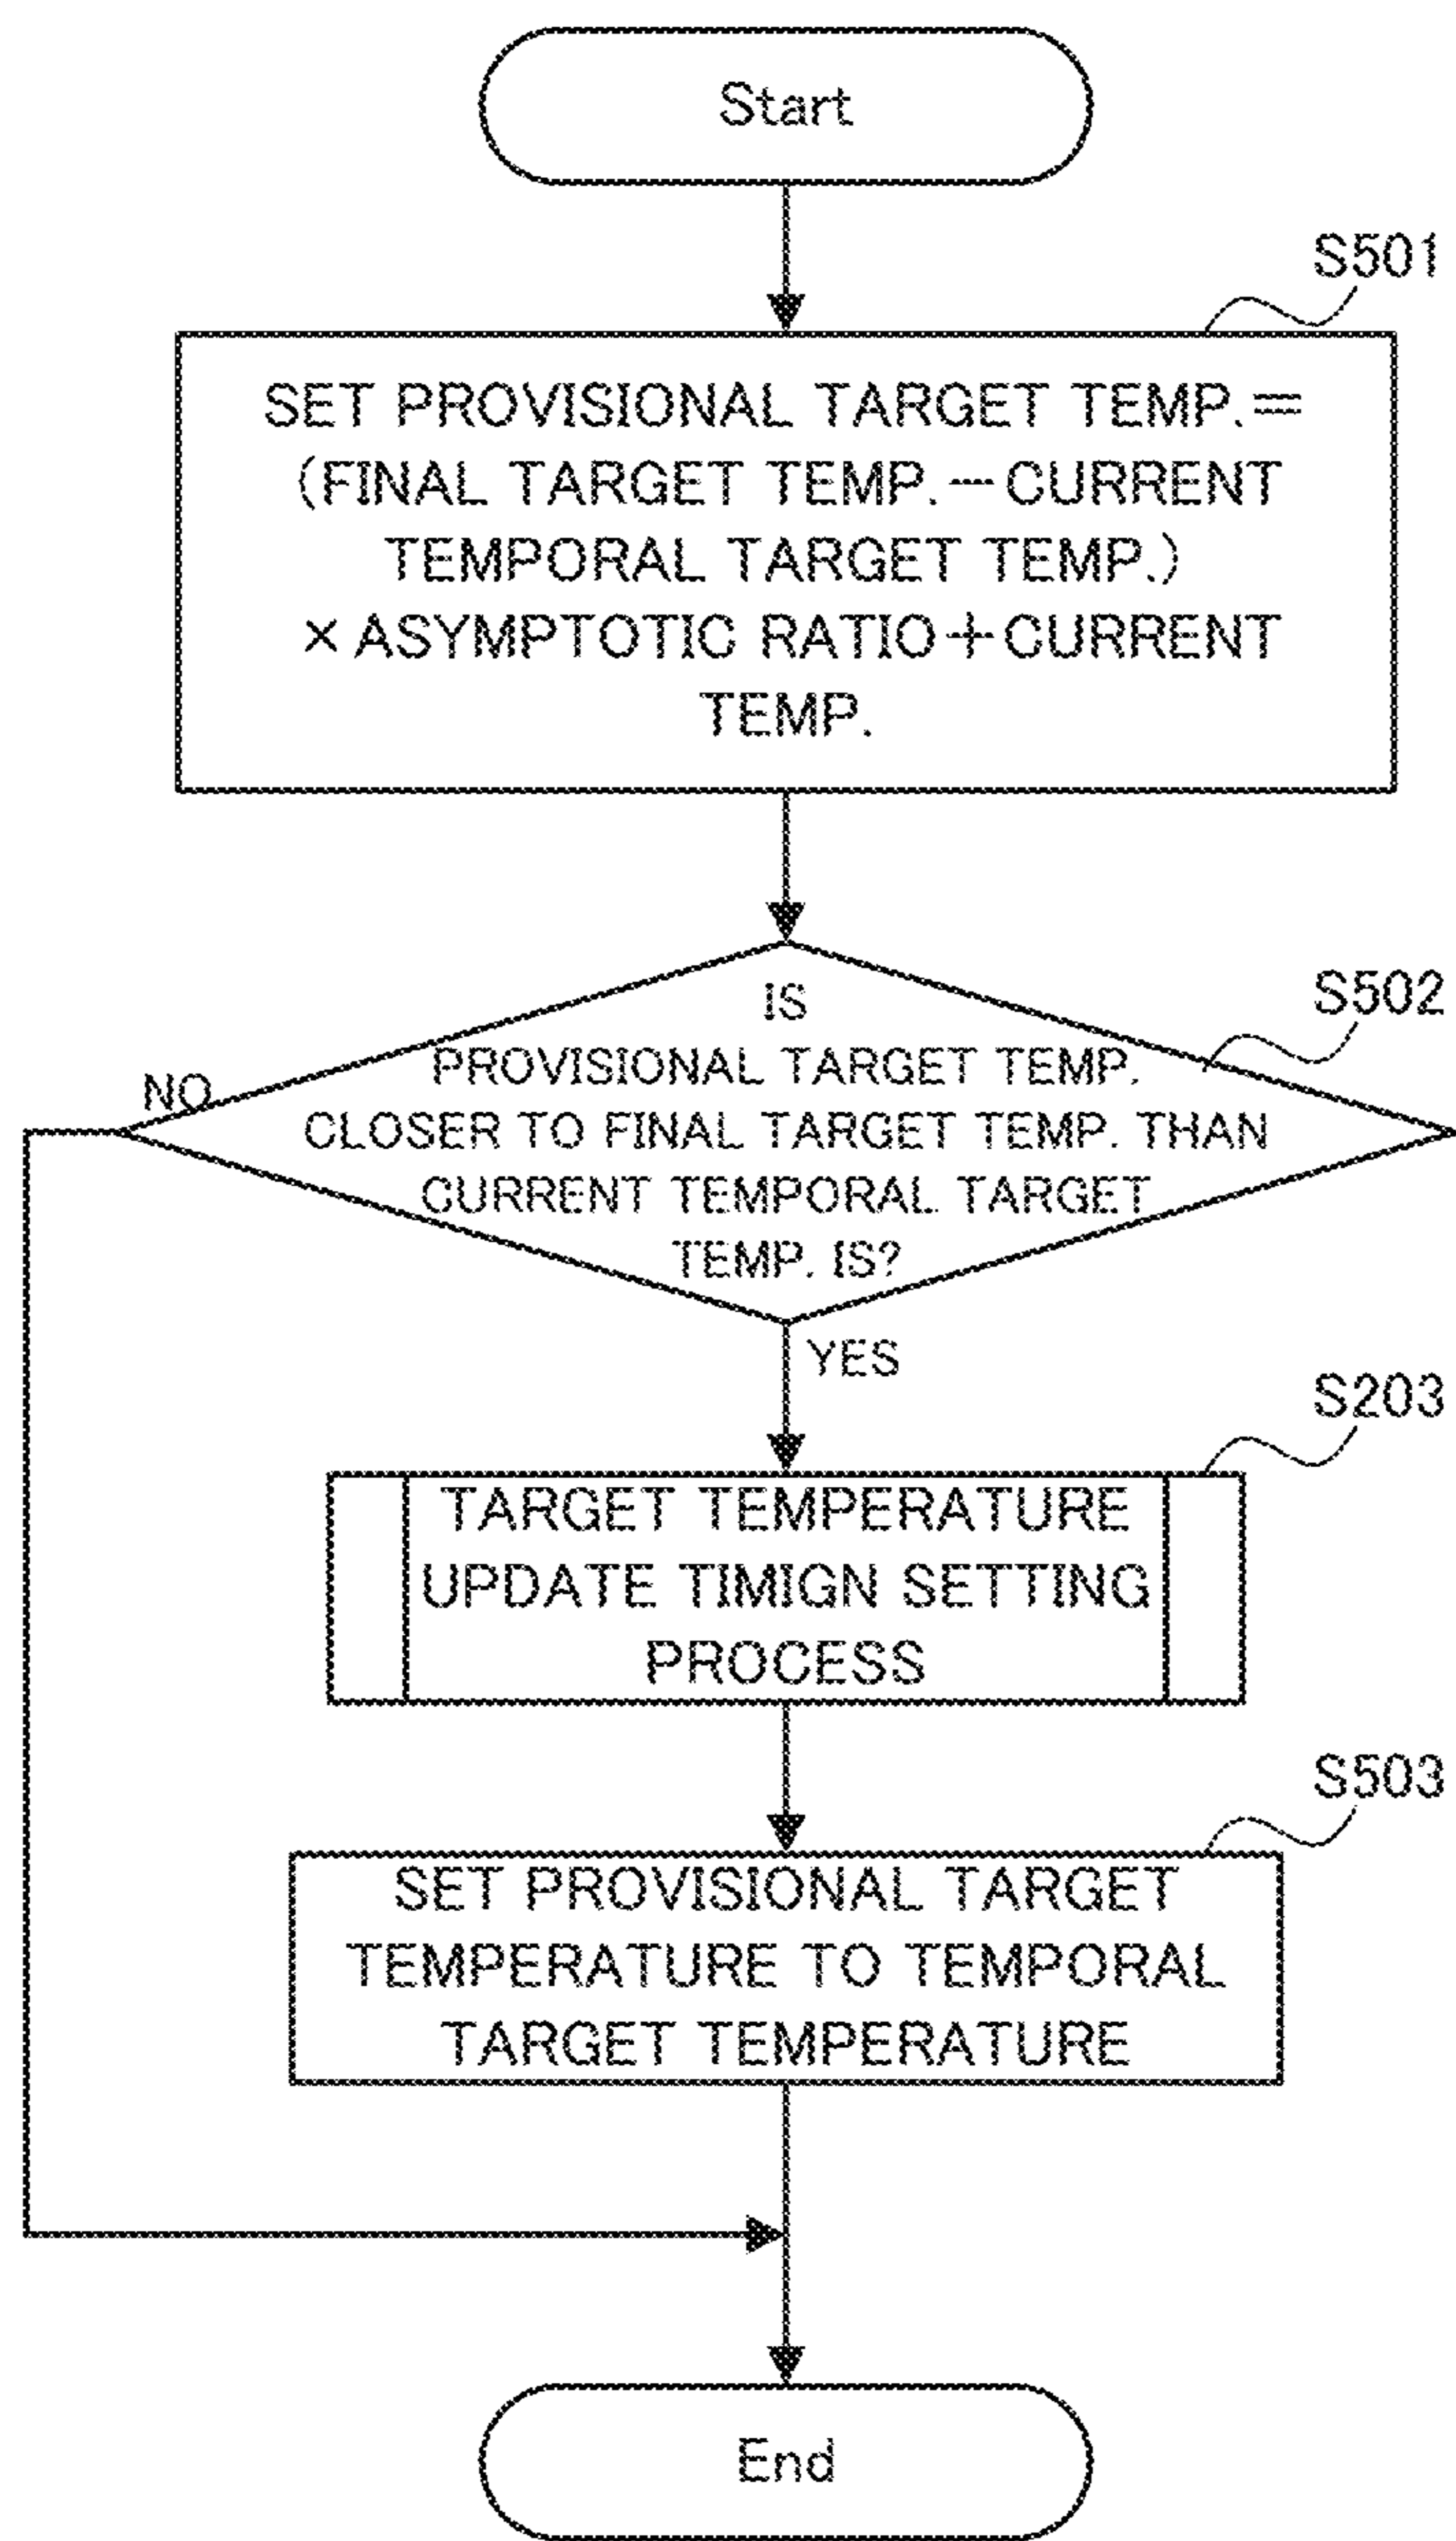 Start
S501
SET PROVISIONAL TARGET TEMP.=
(FINAL TARGET TEMP.-CURRENT
TEMPORAL TARGET TEMP.)
×ASYMPTOTIC RATIO+CURRENT
TEMP.
S502
IS
PROVISIONAL TARGET TEMP.
NO
CLOSER TO FINAL TARGET TEMP. THAN
CURRENT TEMPORAL TARGET
TEMP. IS?
YES
S203
TARGET TEMPERATURE
UPDATE TIMIGN SETTING
PROCESS
S503
SET PROVISIONAL TARGET
TEMPERATURE TO TEMPORAL
TARGET TEMPERATURE
End